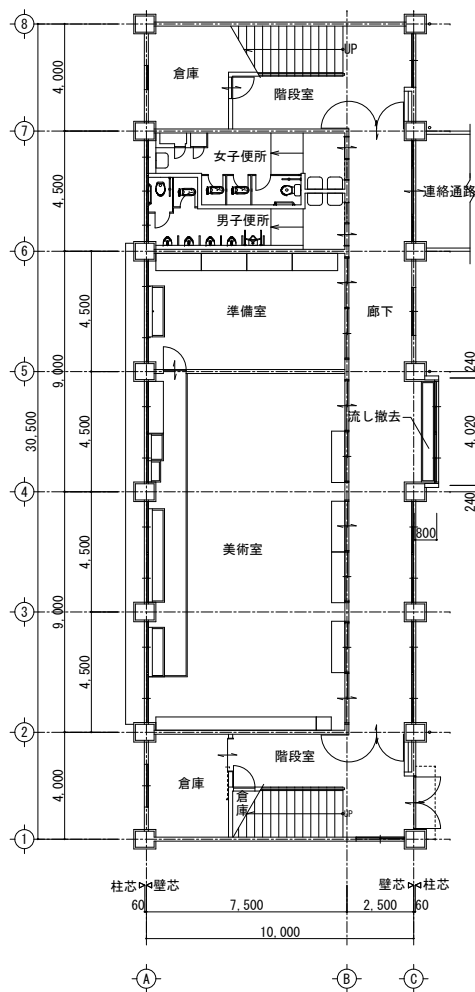 8
4,000
倉庫
UP
階段室
7
女子便所
4,500
連絡通路
男子便所
6
準備室
廊下
4,500
5
9,000
240
30,500
流し撤去
4,500
4,020
4
240
800
美術室
4,500
3
9,000
4,500
2
階段室
倉庫
4,000
倉庫
UP
1
柱芯 壁芯
壁芯 柱芯
60 7,500 2,500 60
10,000
A B C